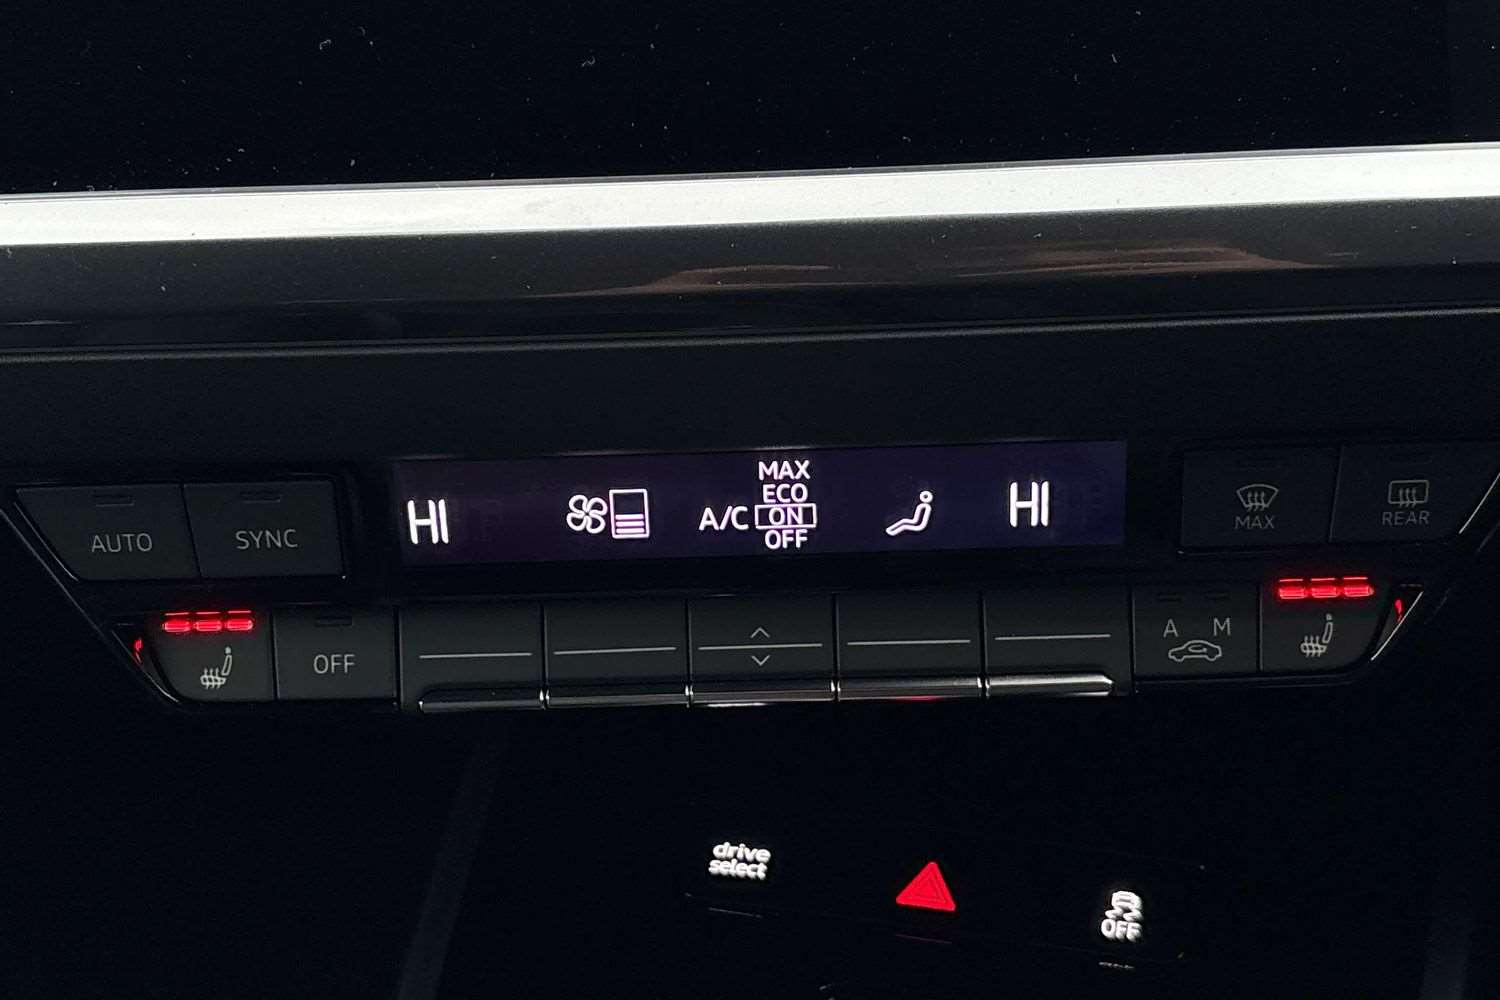 HI
A/C
MAX
ECO
ON
OFF
HI
AUTO
SYNC
MAX
REAR
OFF
A M
drive
select
OFF